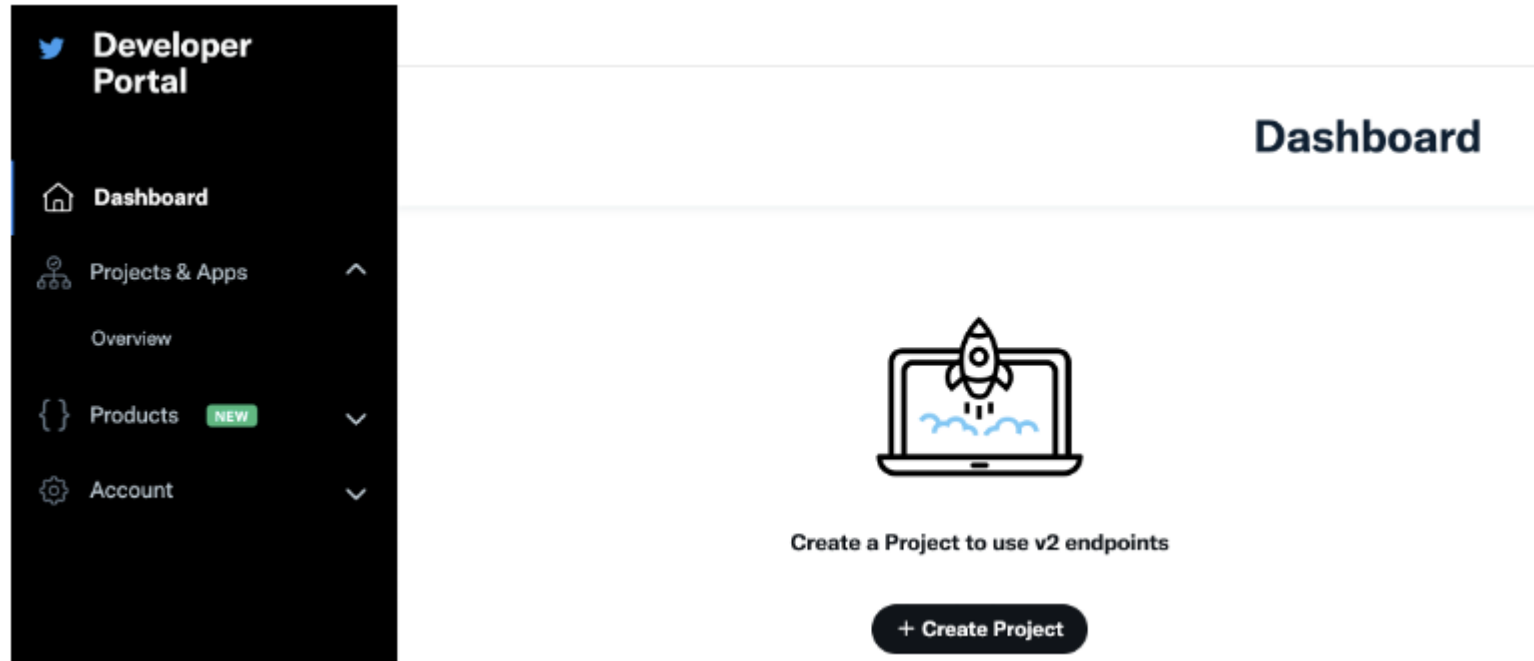 Developer
Portal
Dashboard
Projects & Apps
Overview
Products NEW
Account
Dashboard
Create a Project to use v2 endpoints
+ Create Project